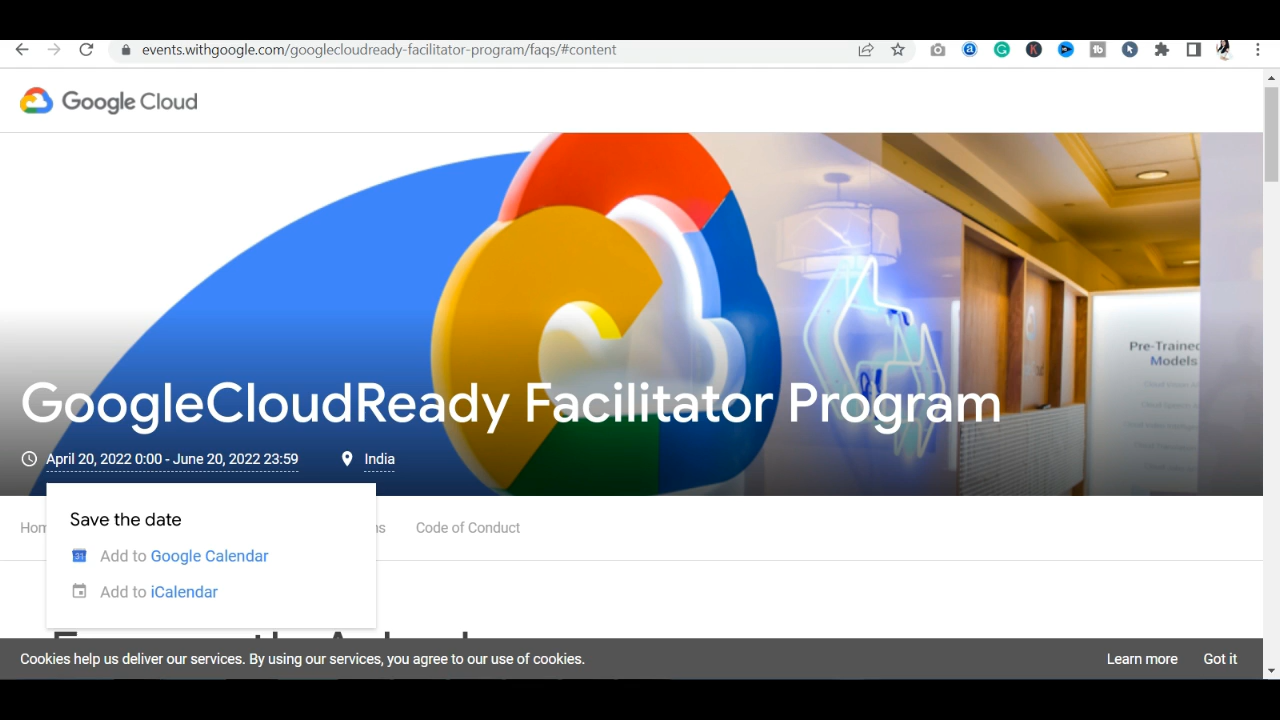 events.withgoogle.com/googlecloudready-facilitator-program/faqs/#content
Google Cloud
Pre-Trained
Models
GoogleCloudReady Facilitator Program
April 20, 2022 0:00 - June 20, 2022 23:59
India
Code of Conduct
Save the date
31
Add to Google Calendar
Add to iCalendar
Cookies help us deliver our services. By using our services, you agree to our use of cookies.
Learn more
Got it